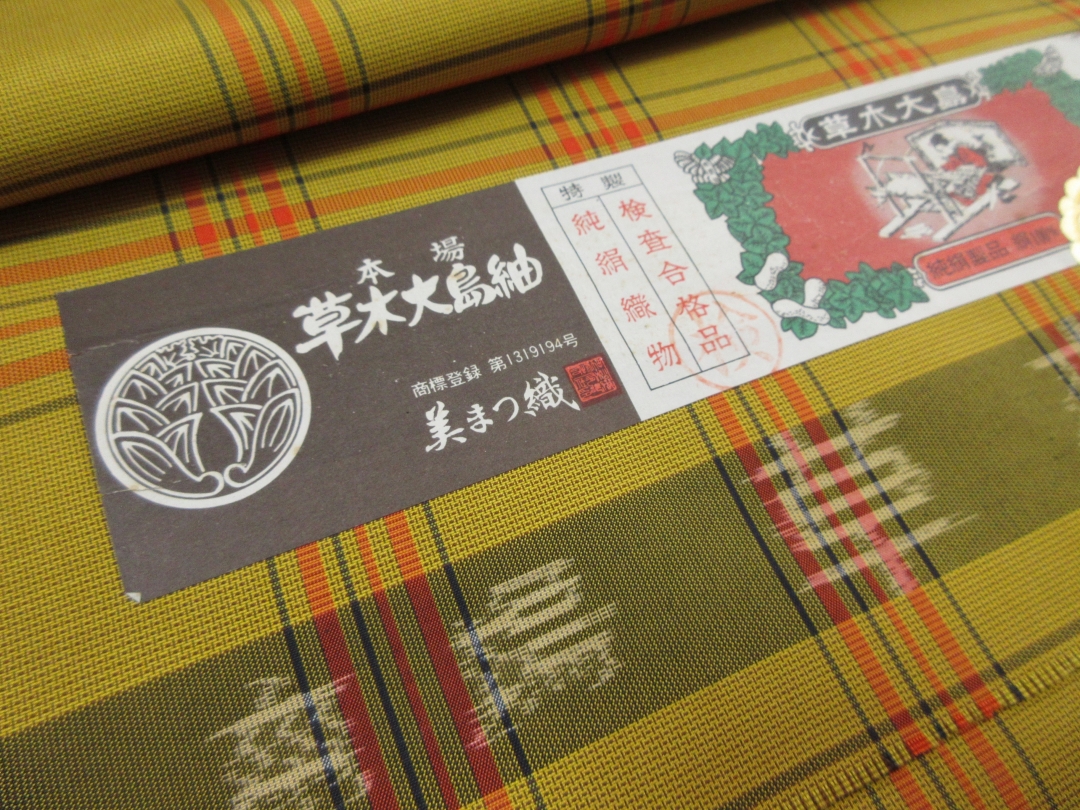 本場
草木大島紬
商標登録 第1319194号
美まつ織
特製
検査合格品
純絹織物
草木大島
純絹製品